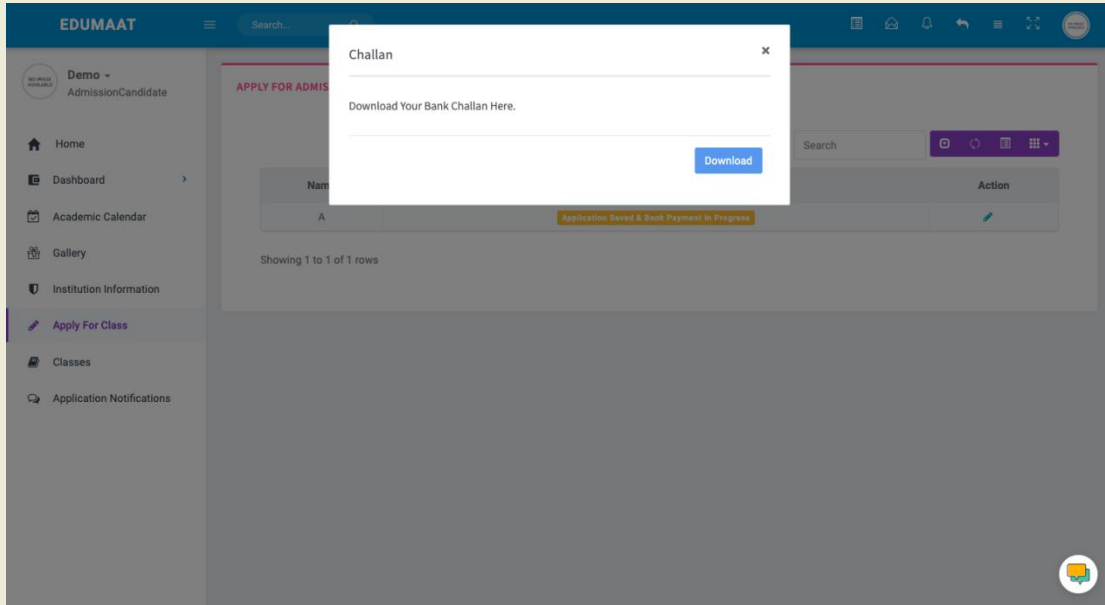 EDUMAAT
Search...
Demo
AdmissionCandidate
Home
Dashboard
Academic Calendar
Gallery
Institution Information
Apply For Class
Classes
Application Notifications
APPLY FOR ADMIS
Challan
Download Your Bank Challan Here.
Download
Search
Nam
Action
A
Application Saved & Bank Payment In Progress
Showing 1 to 1 of 1 rows